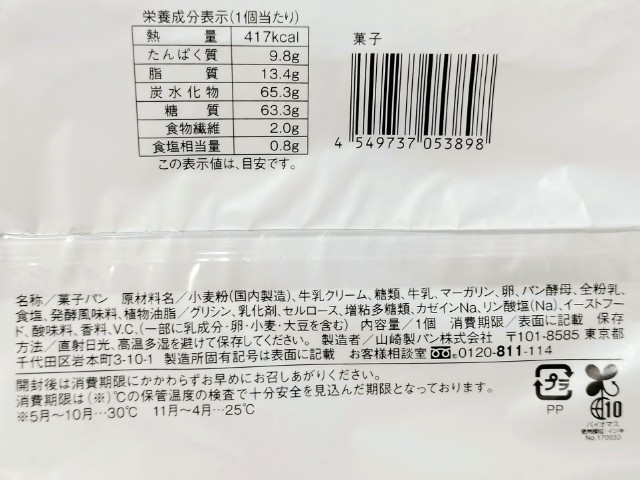 栄養成分表示(1個当たり)
熱量 417kcal
たんぱく質 9.8g
脂質 13.4g
炭水化物 65.3g
糖質 63.3g
食物繊維 2.0g
食塩相当量 0.8g
この表示値は、目安です。
菓子
4 549737 053898
名称/菓子パン 原材料名/小麦粉(国内製造)、牛乳クリーム、糖類、牛乳、マーガリン、卵、パン酵母、全粉乳、
食塩、発酵風味料、植物油脂/グリシン、乳化剤、セルロース、増粘多糖類、カゼインNa、リン酸塩(Na)、イーストフー
ド、酸味料、香料、V.C、(一部に乳成分・卵・小麦・大豆を含む) 内容量/1個 消費期限/表面に記載 保存
方法/直射日光、高温多湿を避けて保存してください。 製造者/山崎製パン株式会社 〒101-8585 東京都
千代田区岩本町3-10-1 製造所固有記号は表面に記載 お客様相談室 0120-811-114
開封後は消費期限にかかわらずお早めにお召しあがりください。
消費期限は(※)℃の保管温度の検査で十分安全を見込んだ期限となっております。
※5月～10月…30℃ 11月～4月…25℃
プラ
PP
10
バイオマス
No.170033